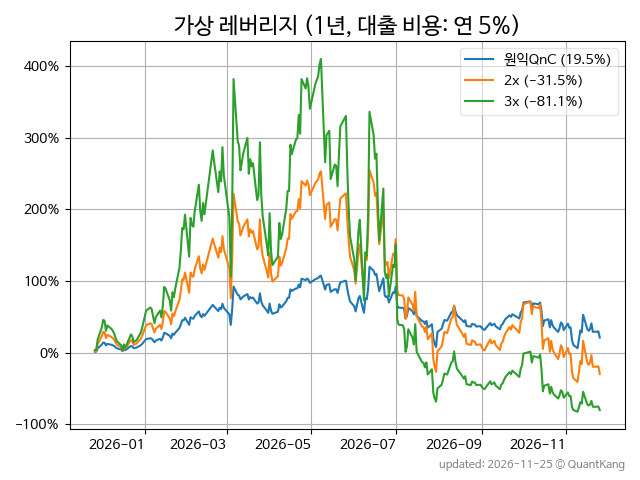 가상 레버리지 (1년, 대출 비용: 연 5%)
원익QnC (19.5%)
2x (−31.5%)
3x (−81.1%)
400%
300%
200%
100%
0%
−100%
2026-01 2026-03 2026-05 2026-07 2026-09 2026-11
updated: 2026-11-25 © QuantKang